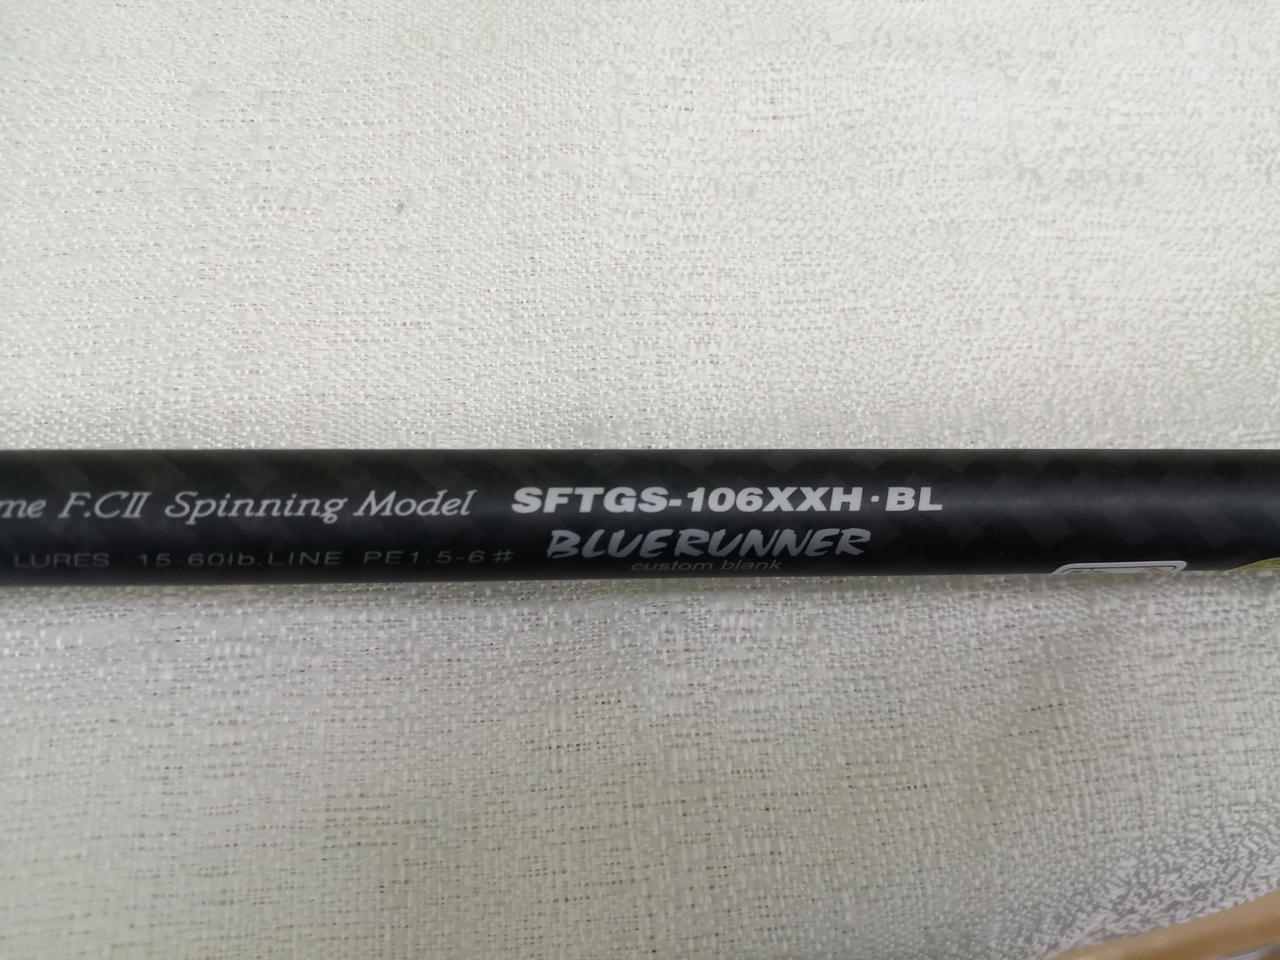 me F.CII Spinning Model SFTGS-106XXH·BL
LURES 15-60lb.LINE PE1.5-6#
BLUERUNNER
custom blank